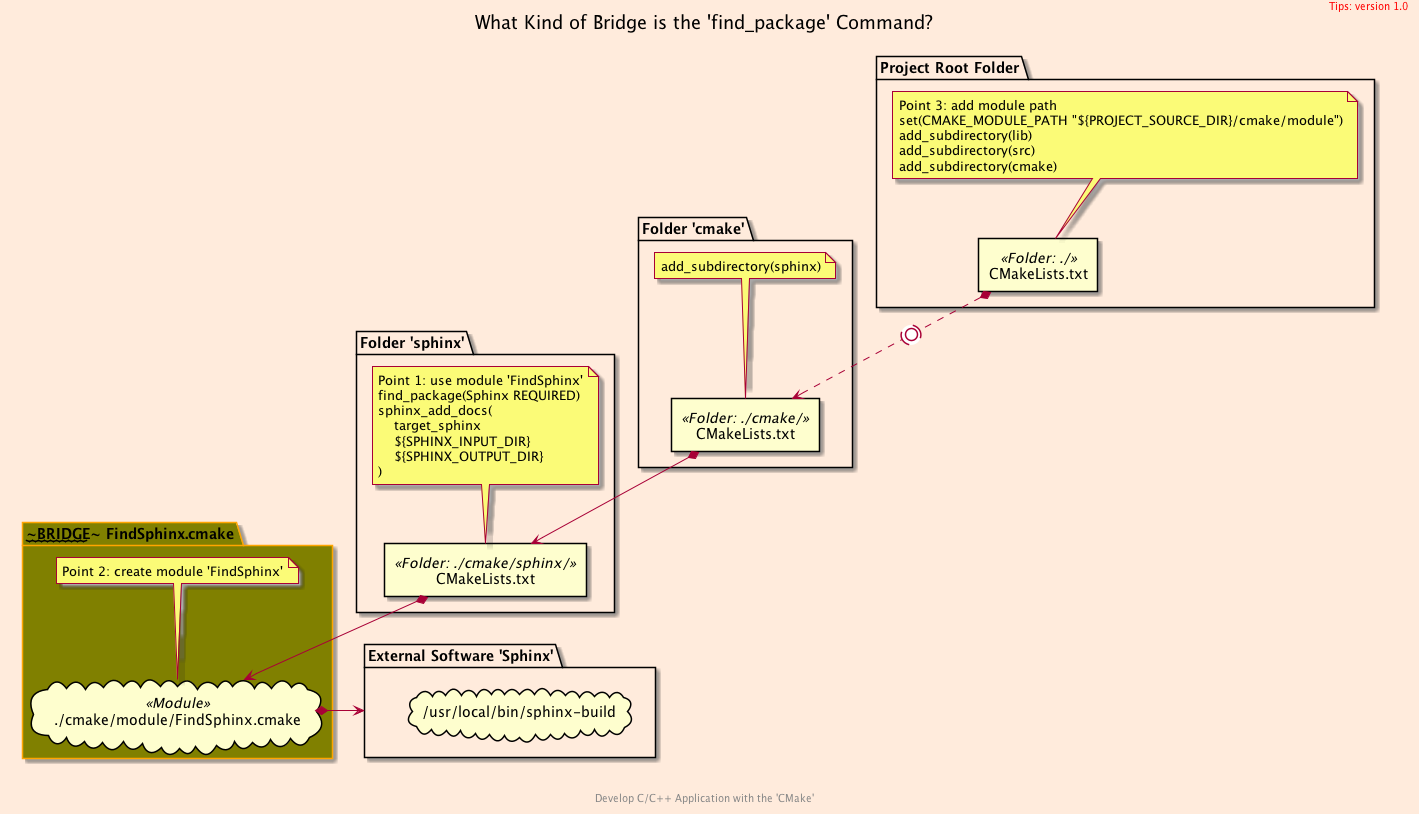 Tips: version 1.0
What Kind of Bridge is the 'find_package' Command?
Project Root Folder
Point 3: add module path
set(CMAKE_MODULE_PATH "${PROJECT_SOURCE_DIR}/cmake/module")
add_subdirectory(lib)
add_subdirectory(src)
add_subdirectory(cmake)
«Folder: ./»
CMakeLists.txt
Folder 'cmake'
add_subdirectory(sphinx)
«Folder: ./cmake/»
CMakeLists.txt
Folder 'sphinx'
Point 1: use module 'FindSphinx'
find_package(Sphinx REQUIRED)
sphinx_add_docs(
    target_sphinx
    ${SPHINX_INPUT_DIR}
    ${SPHINX_OUTPUT_DIR}
)
«Folder: ./cmake/sphinx/»
CMakeLists.txt
~BRIDGE~ FindSphinx.cmake
Point 2: create module 'FindSphinx'
«Module»
./cmake/module/FindSphinx.cmake
External Software 'Sphinx'
/usr/local/bin/sphinx-build
Develop C/C++ Application with the 'CMake'